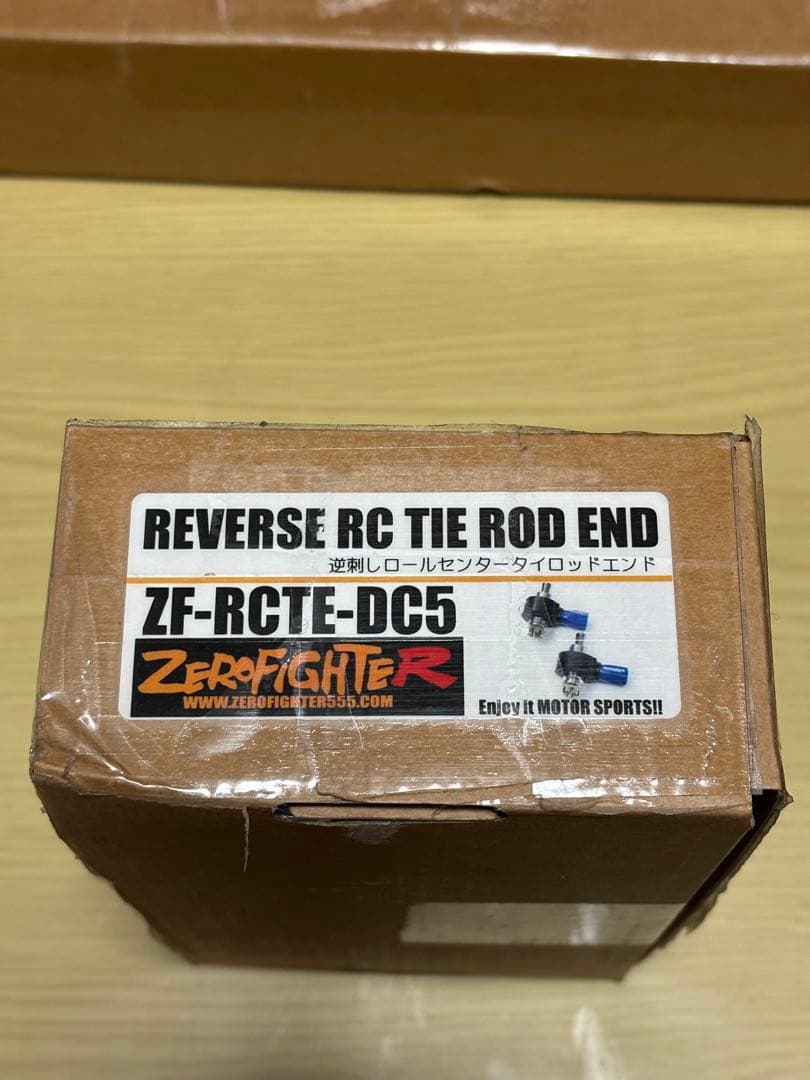 REVERSE RC TIE ROD END
逆刺しロールセンタータイロッドエンド
ZF-RCTE-DC5
ZEROFIGHTER
WWW.ZEROFIGHTER555.COM
Enjoy it MOTOR SPORTS!!